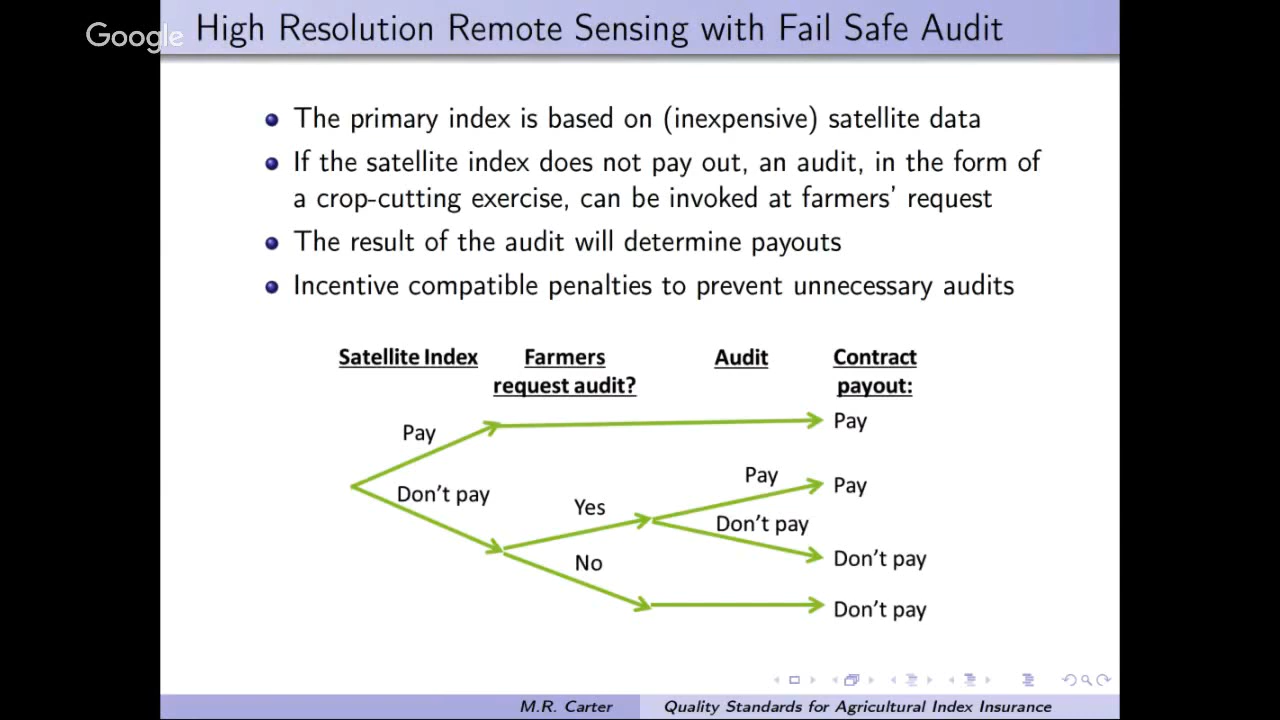 Google
High Resolution Remote Sensing with Fail Safe Audit
The primary index is based on (inexpensive) satellite data
If the satellite index does not pay out, an audit, in the form of
a crop-cutting exercise, can be invoked at farmers' request
The result of the audit will determine payouts
Incentive compatible penalties to prevent unnecessary audits
Satellite Index
Farmers
request audit?
Audit
Contract
payout:
Pay
Pay
Don't pay
Yes
No
Pay
Don't pay
Pay
Don't pay
Don't pay
M.R. Carter
Quality Standards for Agricultural Index Insurance